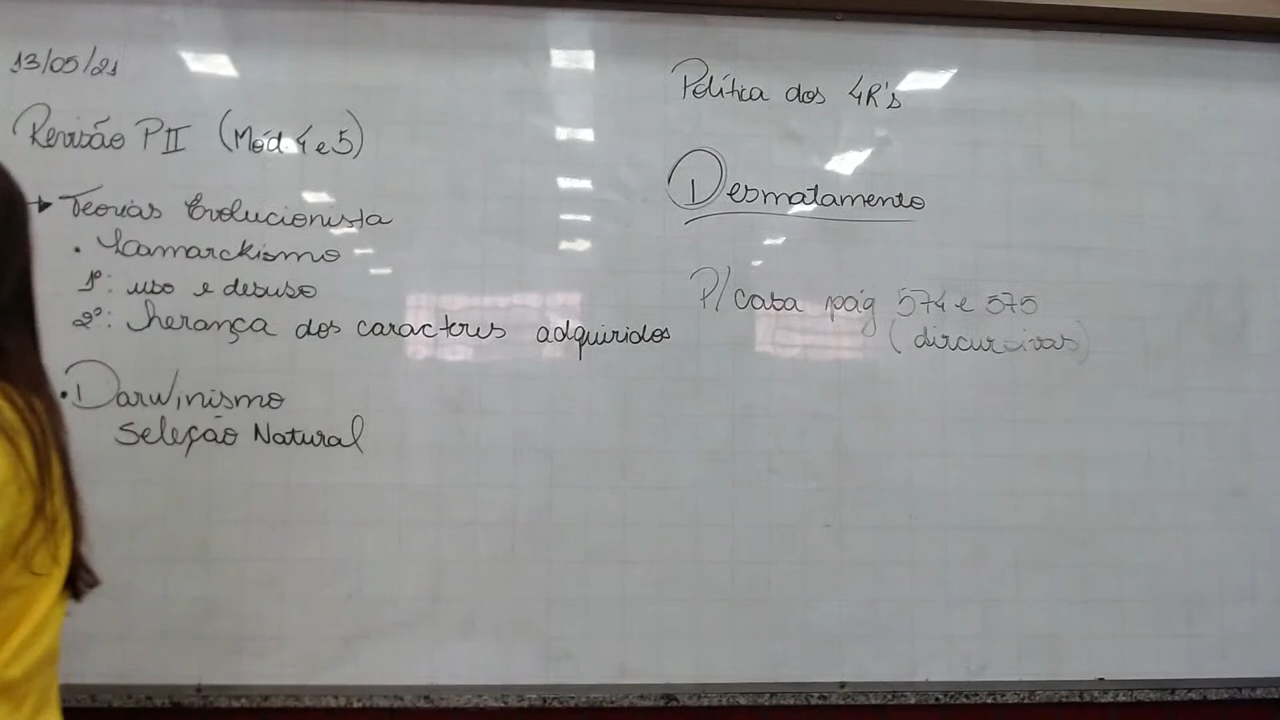 13/05/21
Revisão PII (Mód. 4 e 5)
→ Teorias Evolucionista
• Lamarckismo
1º: uso e desuso
2º: herança dos caracteres adquiridos
• Darwinismo
Seleção Natural
Política dos 4R's
Desmatamento
P/ casa pág 574 e 575
(discursivas)